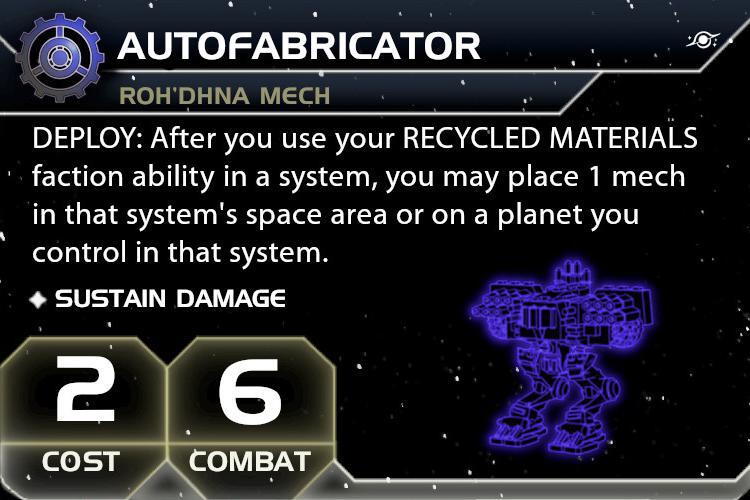 AUTOFABRICATOR
ROH'DHNA MECH
DEPLOY: After you use your RECYCLED MATERIALS
faction ability in a system, you may place 1 mech
in that system's space area or on a planet you
control in that system.
SUSTAIN DAMAGE
2 6
COST COMBAT